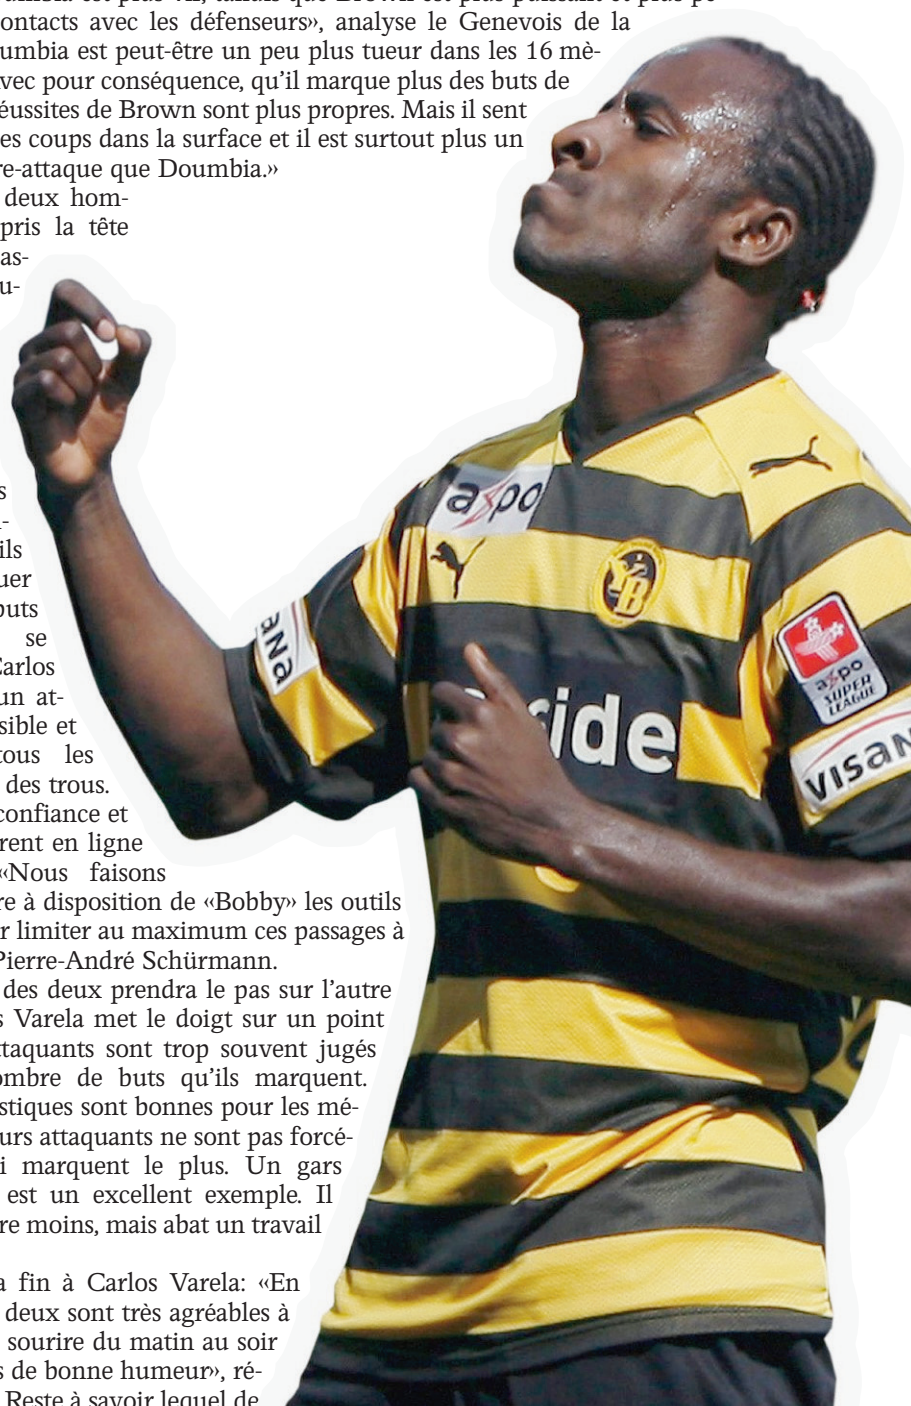 contacts avec les défenseurs», analyse le Genevois de la
est peut-être un peu plus tueur dans les 16 mè-
avec pour conséquence, qu'il marque plus des buts de
réussites de Brown sont plus propres. Mais il sent
es coups dans la surface et il est surtout plus un
re-attaque que Doumbia.»
deux hom-
pris la tête
as-
u-
s
ils
uer
buts
se
Carlos
un at-
sible et
tous les
des trous.
confiance et
rent en ligne
«Nous faisons
re à disposition de «Bobby» les outils
r limiter au maximum ces passages à
Pierre-André Schürmann.
des deux prendra le pas sur l'autre
s Varela met le doigt sur un point
ttaquants sont trop souvent jugés
ombre de buts qu'ils marquent.
stiques sont bonnes pour les mé-
urs attaquants ne sont pas forcé-
i marquent le plus. Un gars
est un excellent exemple. Il
re moins, mais abat un travail
a fin à Carlos Varela: «En
deux sont très agréables à
sourire du matin au soir
s de bonne humeur», ré-
Reste à savoir lequel de
axpo
YB
ANA
ride
axpo
SUPER
LEAGUE
VISAN